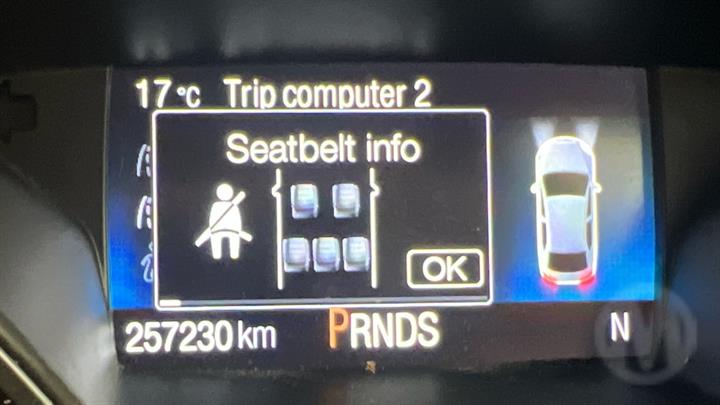 17°C Trip computer 2
Seatbelt info
OK
257230 km PRNDS N